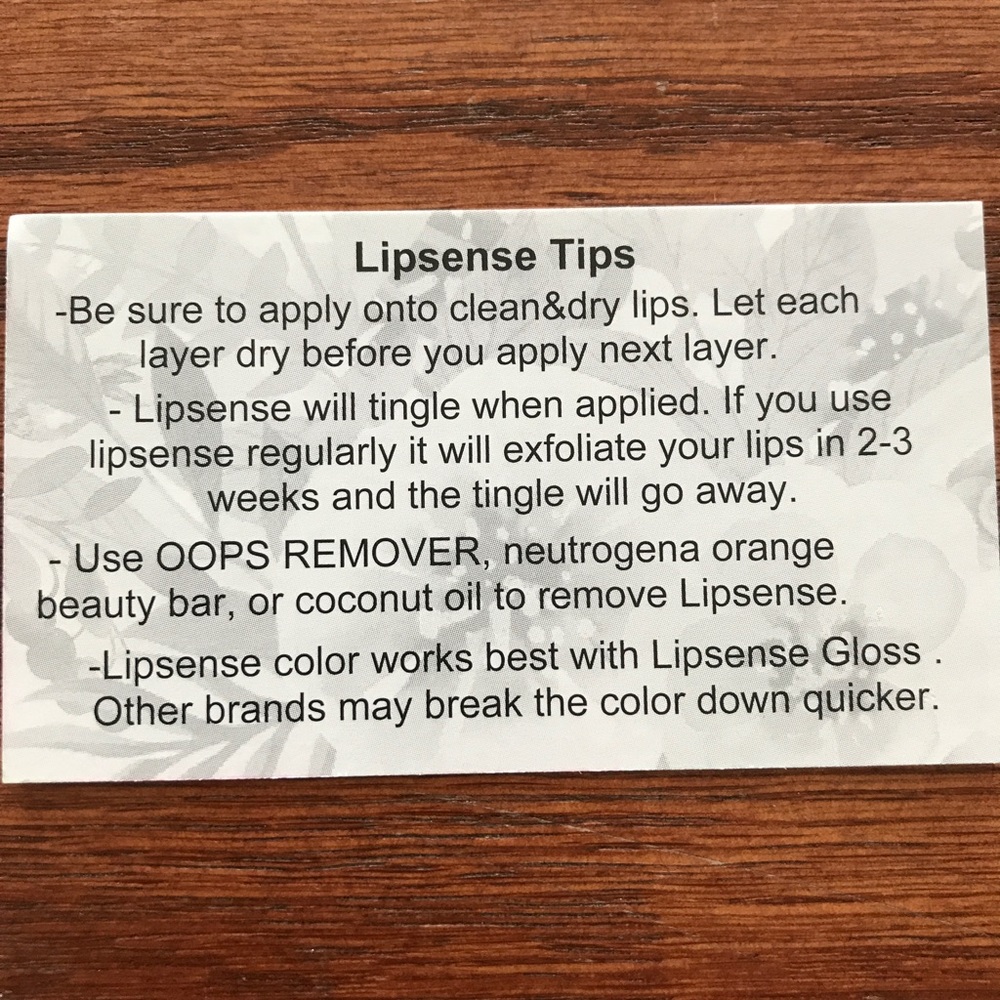 Lipsense Tips
-Be sure to apply onto clean&dry lips. Let each
layer dry before you apply next layer.
- Lipsense will tingle when applied. If you use
lipsense regularly it will exfoliate your lips in 2-3
weeks and the tingle will go away.
- Use OOPS REMOVER, neutrogena orange
beauty bar, or coconut oil to remove Lipsense.
-Lipsense color works best with Lipsense Gloss .
Other brands may break the color down quicker.